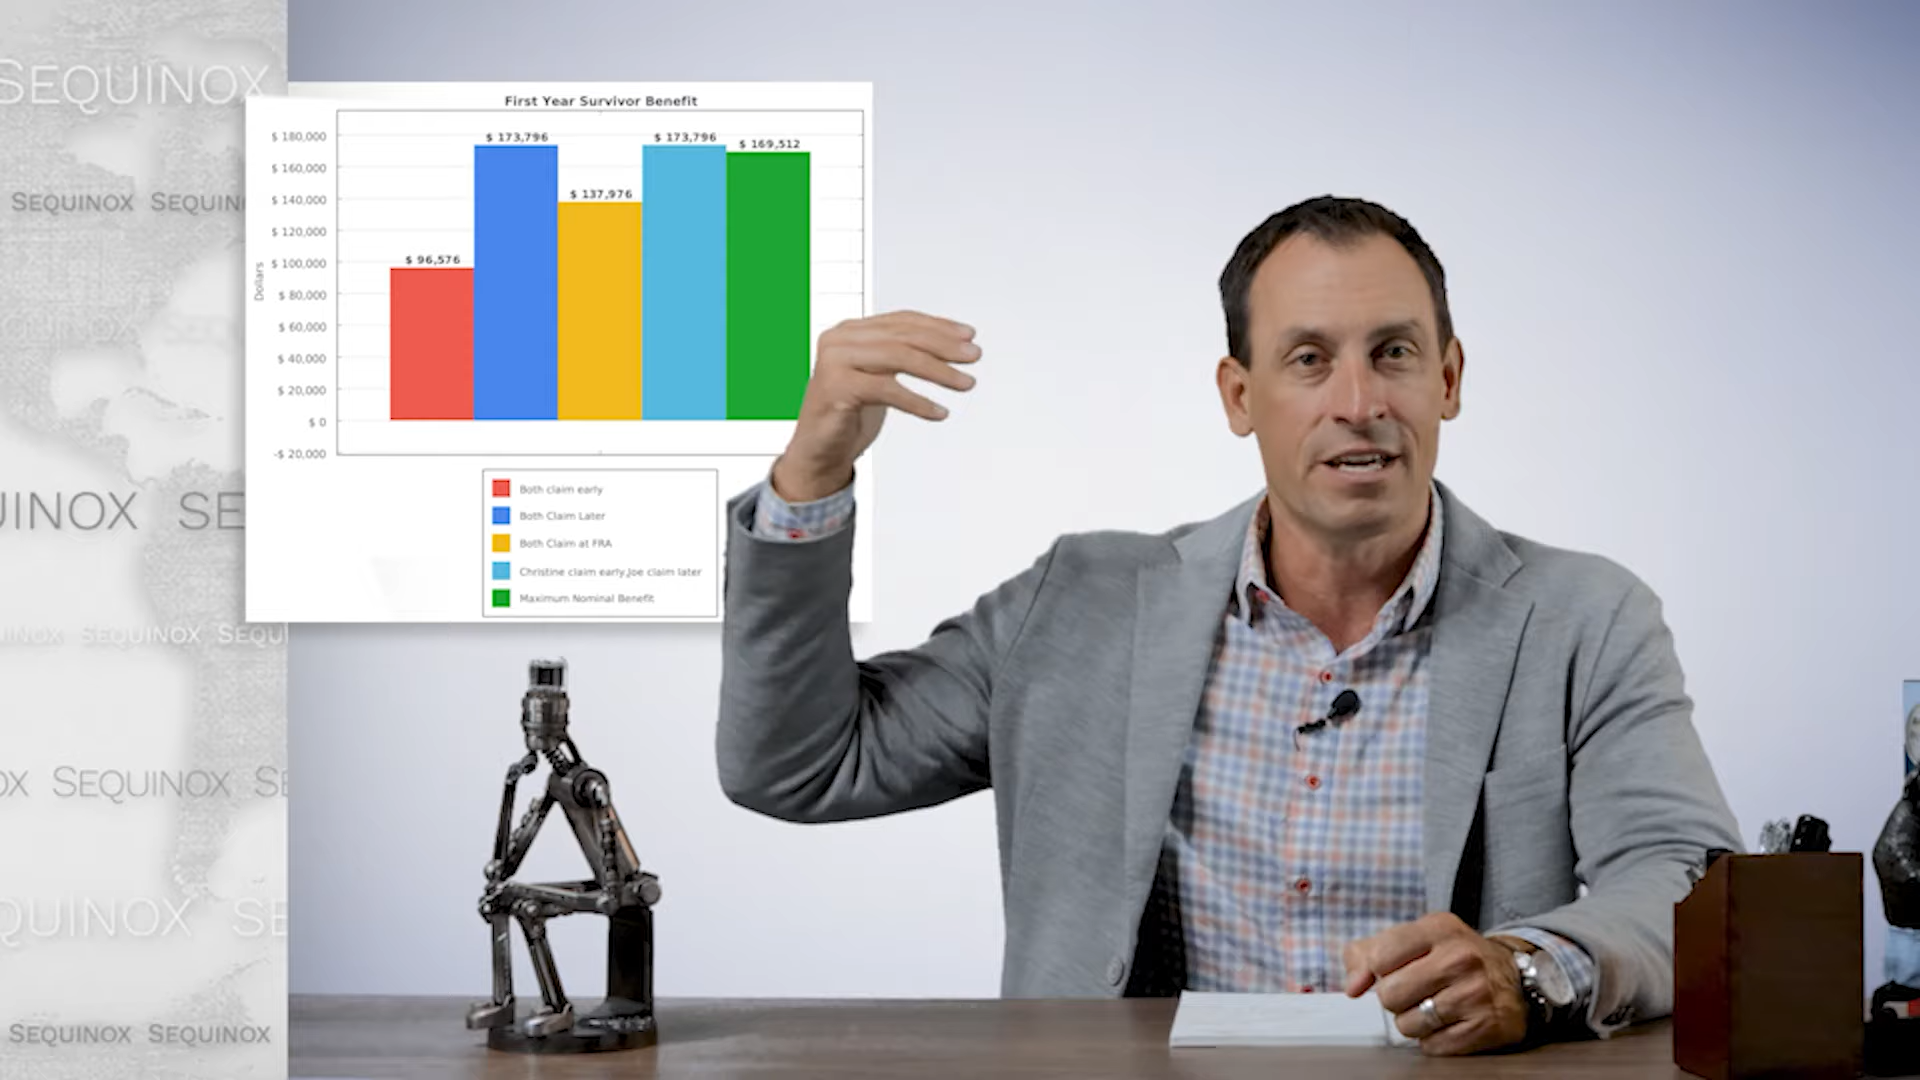 SEQUINOX
SEQUINOX SEQUIN
First Year Survivor Benefit
Dollars
$ 180,000
$ 160,000
$ 140,000
$ 120,000
$ 100,000
$ 80,000
$ 60,000
$ 40,000
$ 20,000
$ 0
-$ 20,000
$ 96,576
$ 173,796
$ 137,976
$ 173,796
$ 169,512
Both claim early
Both Claim Later
Both Claim at FRA
Christine claim early,Joe claim later
Maximum Nominal Benefit
QUINOX
UINOX SE
INOX SEQUINOX SEQU
OX SEQUINOX SE
QUINOX SE
SEQUINOX SEQUINOX